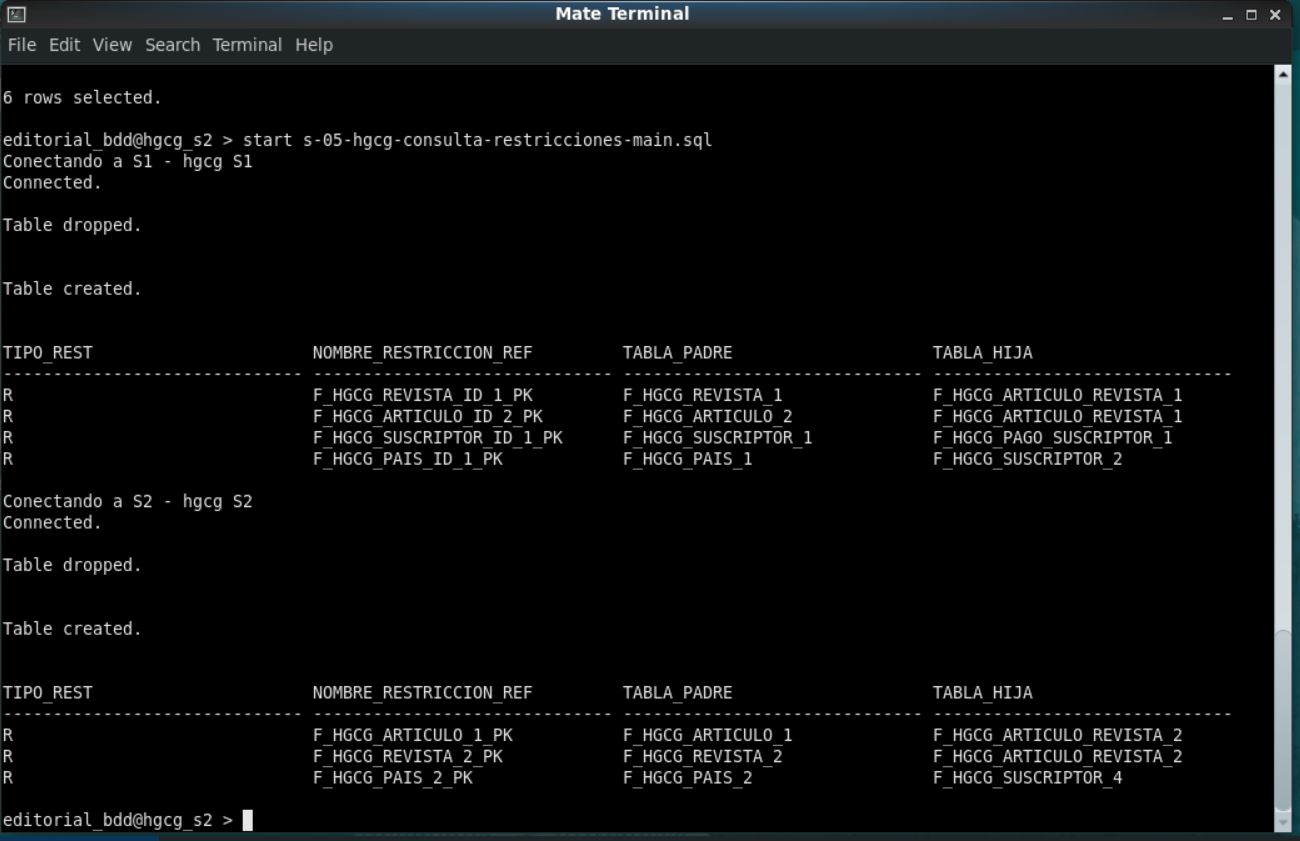 Mate Terminal
File Edit View Search Terminal Help
6 rows selected.
editorial_bdd@hgcg_s2 > start s-05-hgcg-consulta-restricciones-main.sql
Conectando a S1 - hgcg S1
Connected.
Table dropped.
Table created.
TIPO_REST NOMBRE_RESTRICCION_REF TABLA_PADRE TABLA_HIJA
------------------------------ ------------------------------ ------------------------------ ------------------------------
R F_HGCG_REVISTA_ID_1_PK F_HGCG_REVISTA_1 F_HGCG_ARTICULO_REVISTA_1
R F_HGCG_ARTICULO_ID_2_PK F_HGCG_ARTICULO_2 F_HGCG_ARTICULO_REVISTA_1
R F_HGCG_SUSCRIPTOR_ID_1_PK F_HGCG_SUSCRIPTOR_1 F_HGCG_PAGO_SUSCRIPTOR_1
R F_HGCG_PAIS_ID_1_PK F_HGCG_PAIS_1 F_HGCG_SUSCRIPTOR_2
Conectando a S2 - hgcg S2
Connected.
Table dropped.
Table created.
TIPO_REST NOMBRE_RESTRICCION_REF TABLA_PADRE TABLA_HIJA
------------------------------ ------------------------------ ------------------------------ ------------------------------
R F_HGCG_ARTICULO_1_PK F_HGCG_ARTICULO_1 F_HGCG_ARTICULO_REVISTA_2
R F_HGCG_REVISTA_2_PK F_HGCG_REVISTA_2 F_HGCG_ARTICULO_REVISTA_2
R F_HGCG_PAIS_2_PK F_HGCG_PAIS_2 F_HGCG_SUSCRIPTOR_4
editorial_bdd@hgcg_s2 >